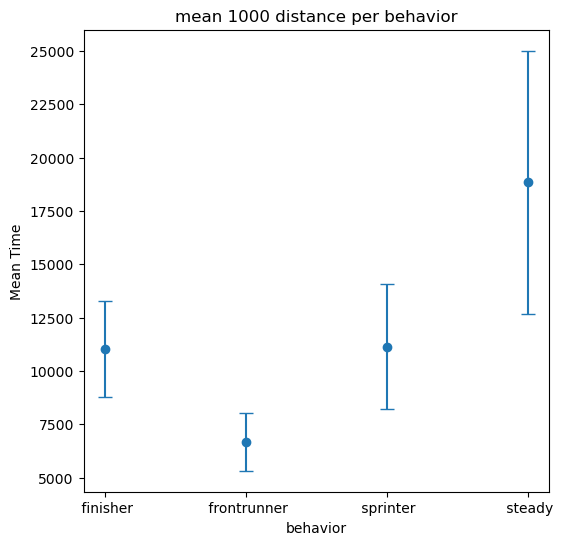 mean 1000 distance per behavior
25000
22500
20000
17500
15000
12500
10000
7500
5000
Mean Time
finisher frontrunner sprinter steady
behavior